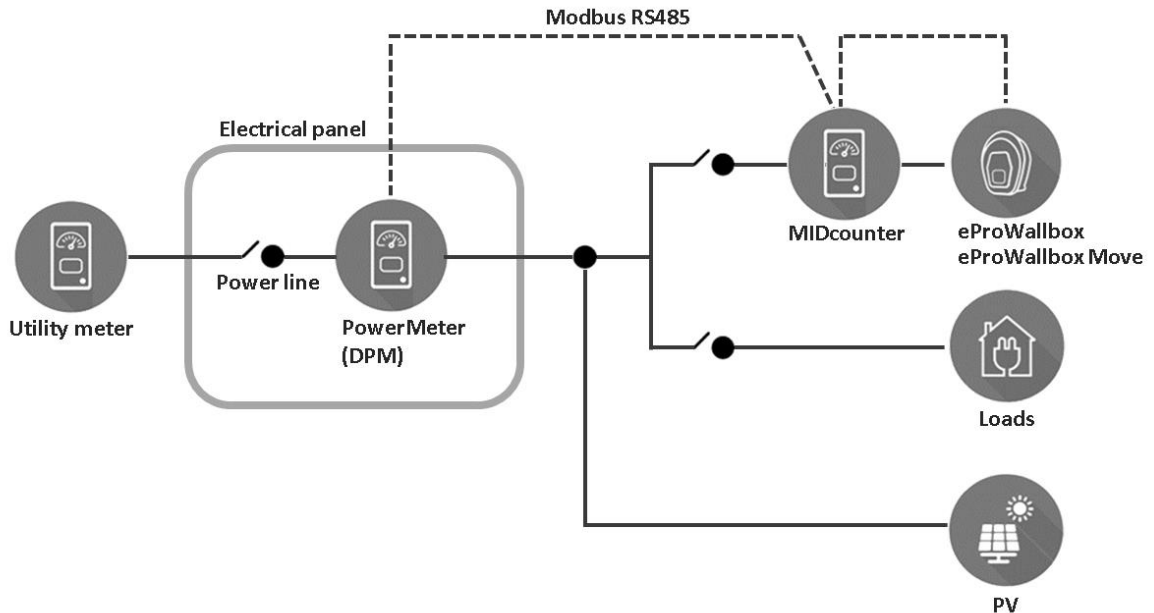 Modbus RS485
Electrical panel
Utility meter
Power line
PowerMeter
(DPM)
MIDcounter
eProWallbox
eProWallbox Move
Loads
PV